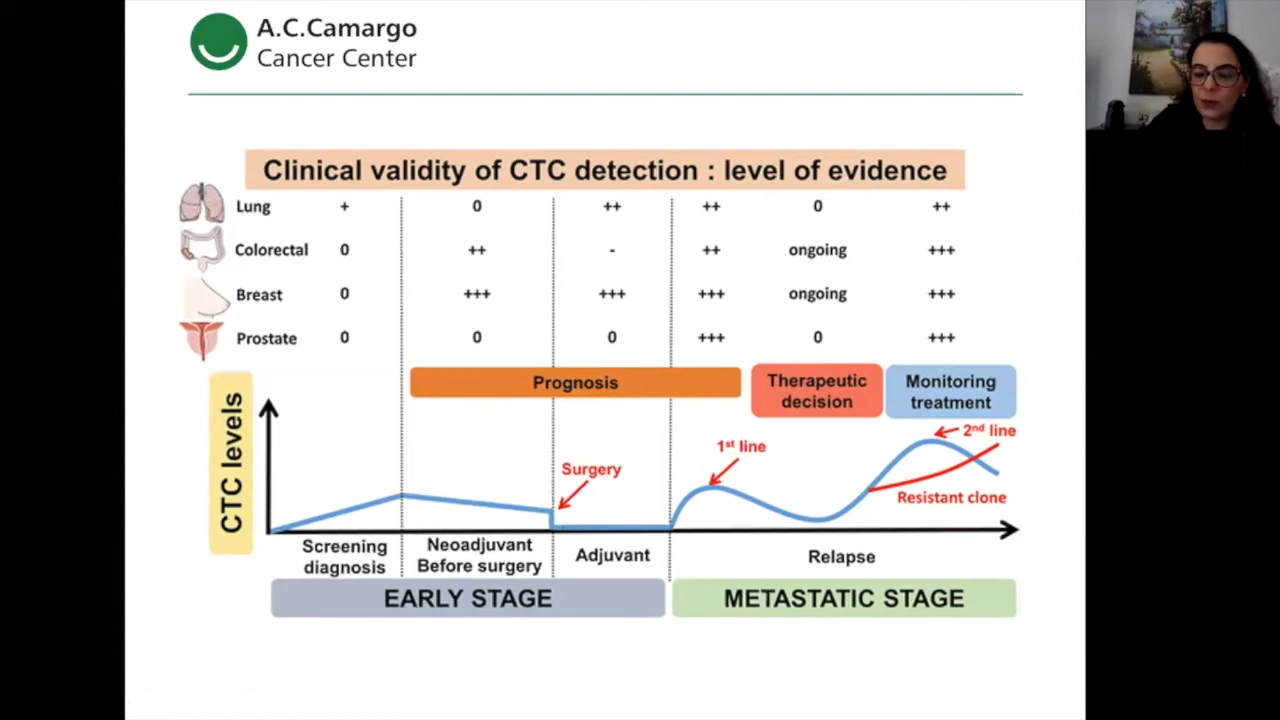 A.C.Camargo
Cancer Center
Clinical validity of CTC detection : level of evidence
Lung + 0 ++ ++ 0 ++
Colorectal 0 ++ - ++ ongoing +++
Breast 0 +++ +++ +++ ongoing +++
Prostate 0 0 0 +++ 0 +++
Prognosis
Therapeutic
decision
Monitoring
treatment
CTC levels
Surgery
1st line
2nd line
Resistant clone
Screening
diagnosis
Neoadjuvant
Before surgery
Adjuvant
Relapse
EARLY STAGE
METASTATIC STAGE